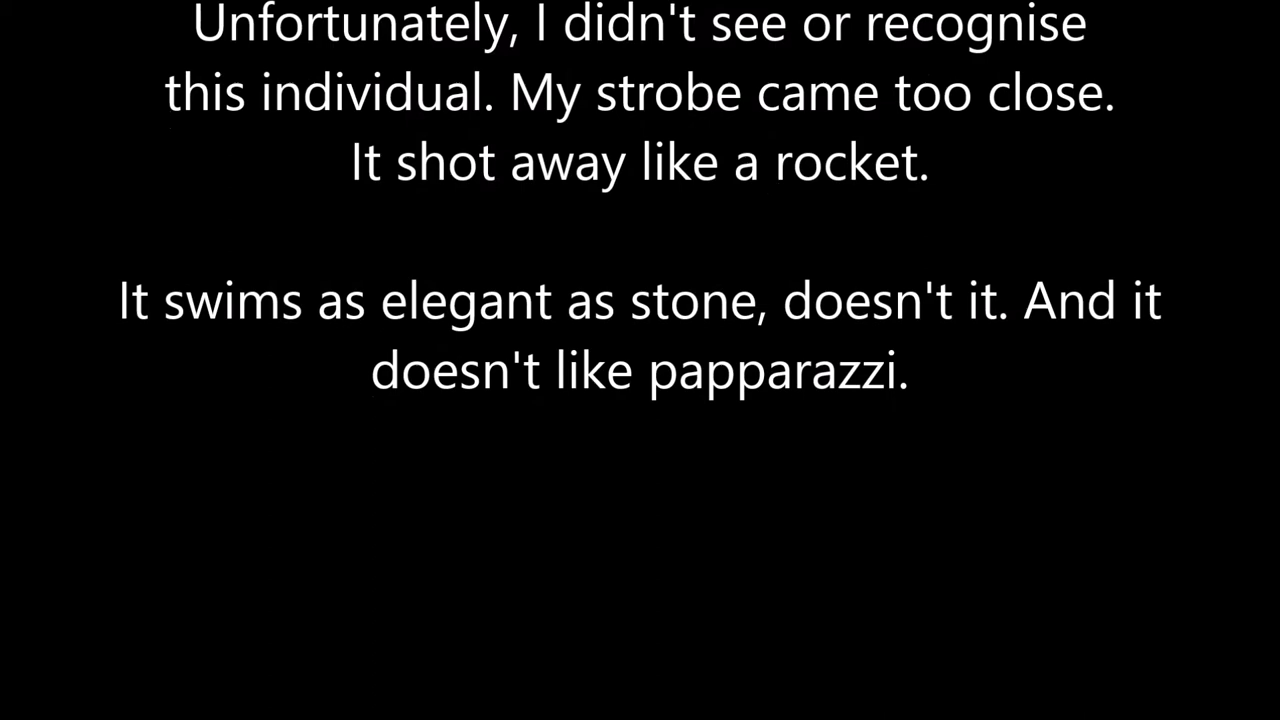 Unfortunately, I didn't see or recognise
this individual. My strobe came too close.
It shot away like a rocket.
It swims as elegant as stone, doesn't it. And it
doesn't like papparazzi.